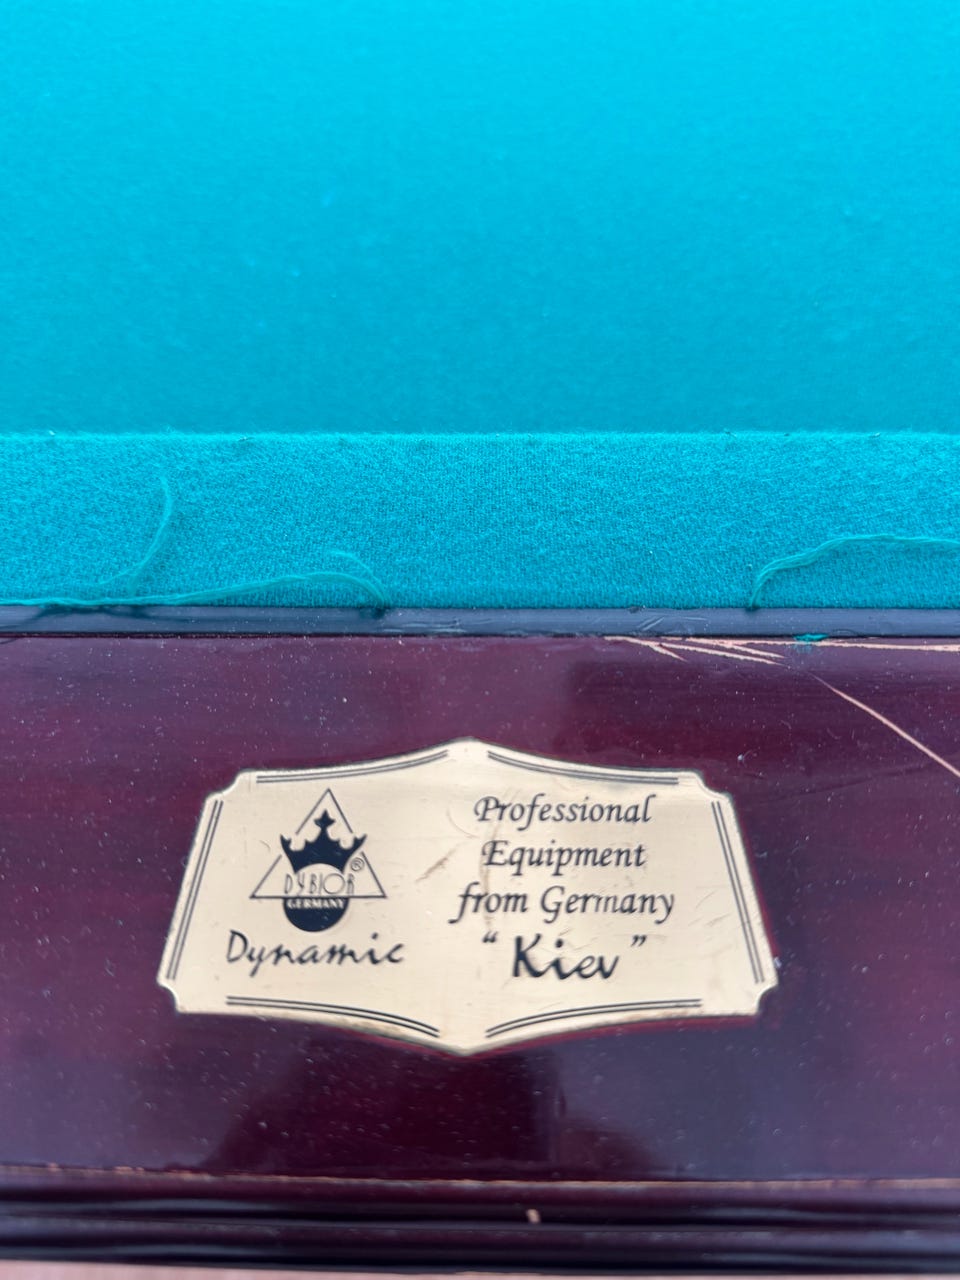 DYBIOR ®
GERMANY
Dynamic
Professional
Equipment
from Germany
“Kiev”